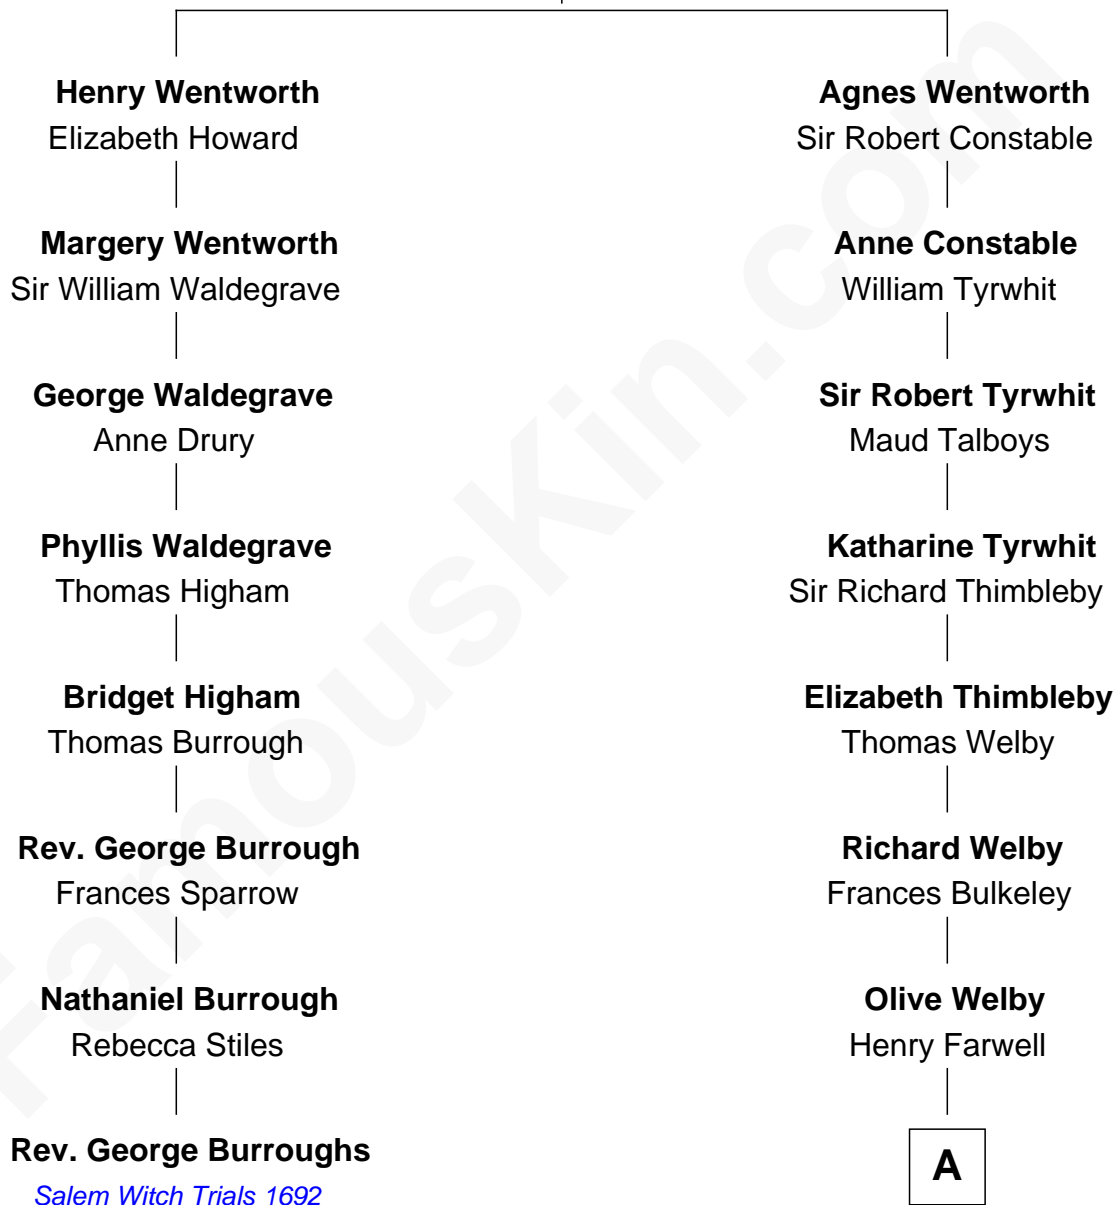 Henry Wentworth
Elizabeth Howard
Margery Wentworth
Sir William Waldegrave
George Waldegrave
Anne Drury
Phyllis Waldegrave
Thomas Higham
Bridget Higham
Thomas Burrough
Rev. George Burrough
Frances Sparrow
Nathaniel Burrough
Rebecca Stiles
Rev. George Burroughs
Salem Witch Trials 1692
Agnes Wentworth
Sir Robert Constable
Anne Constable
William Tyrwhit
Sir Robert Tyrwhit
Maud Talboys
Katharine Tyrwhit
Sir Richard Thimbleby
Elizabeth Thimbleby
Thomas Welby
Richard Welby
Frances Bulkeley
Olive Welby
Henry Farwell
A
FamousKin.com